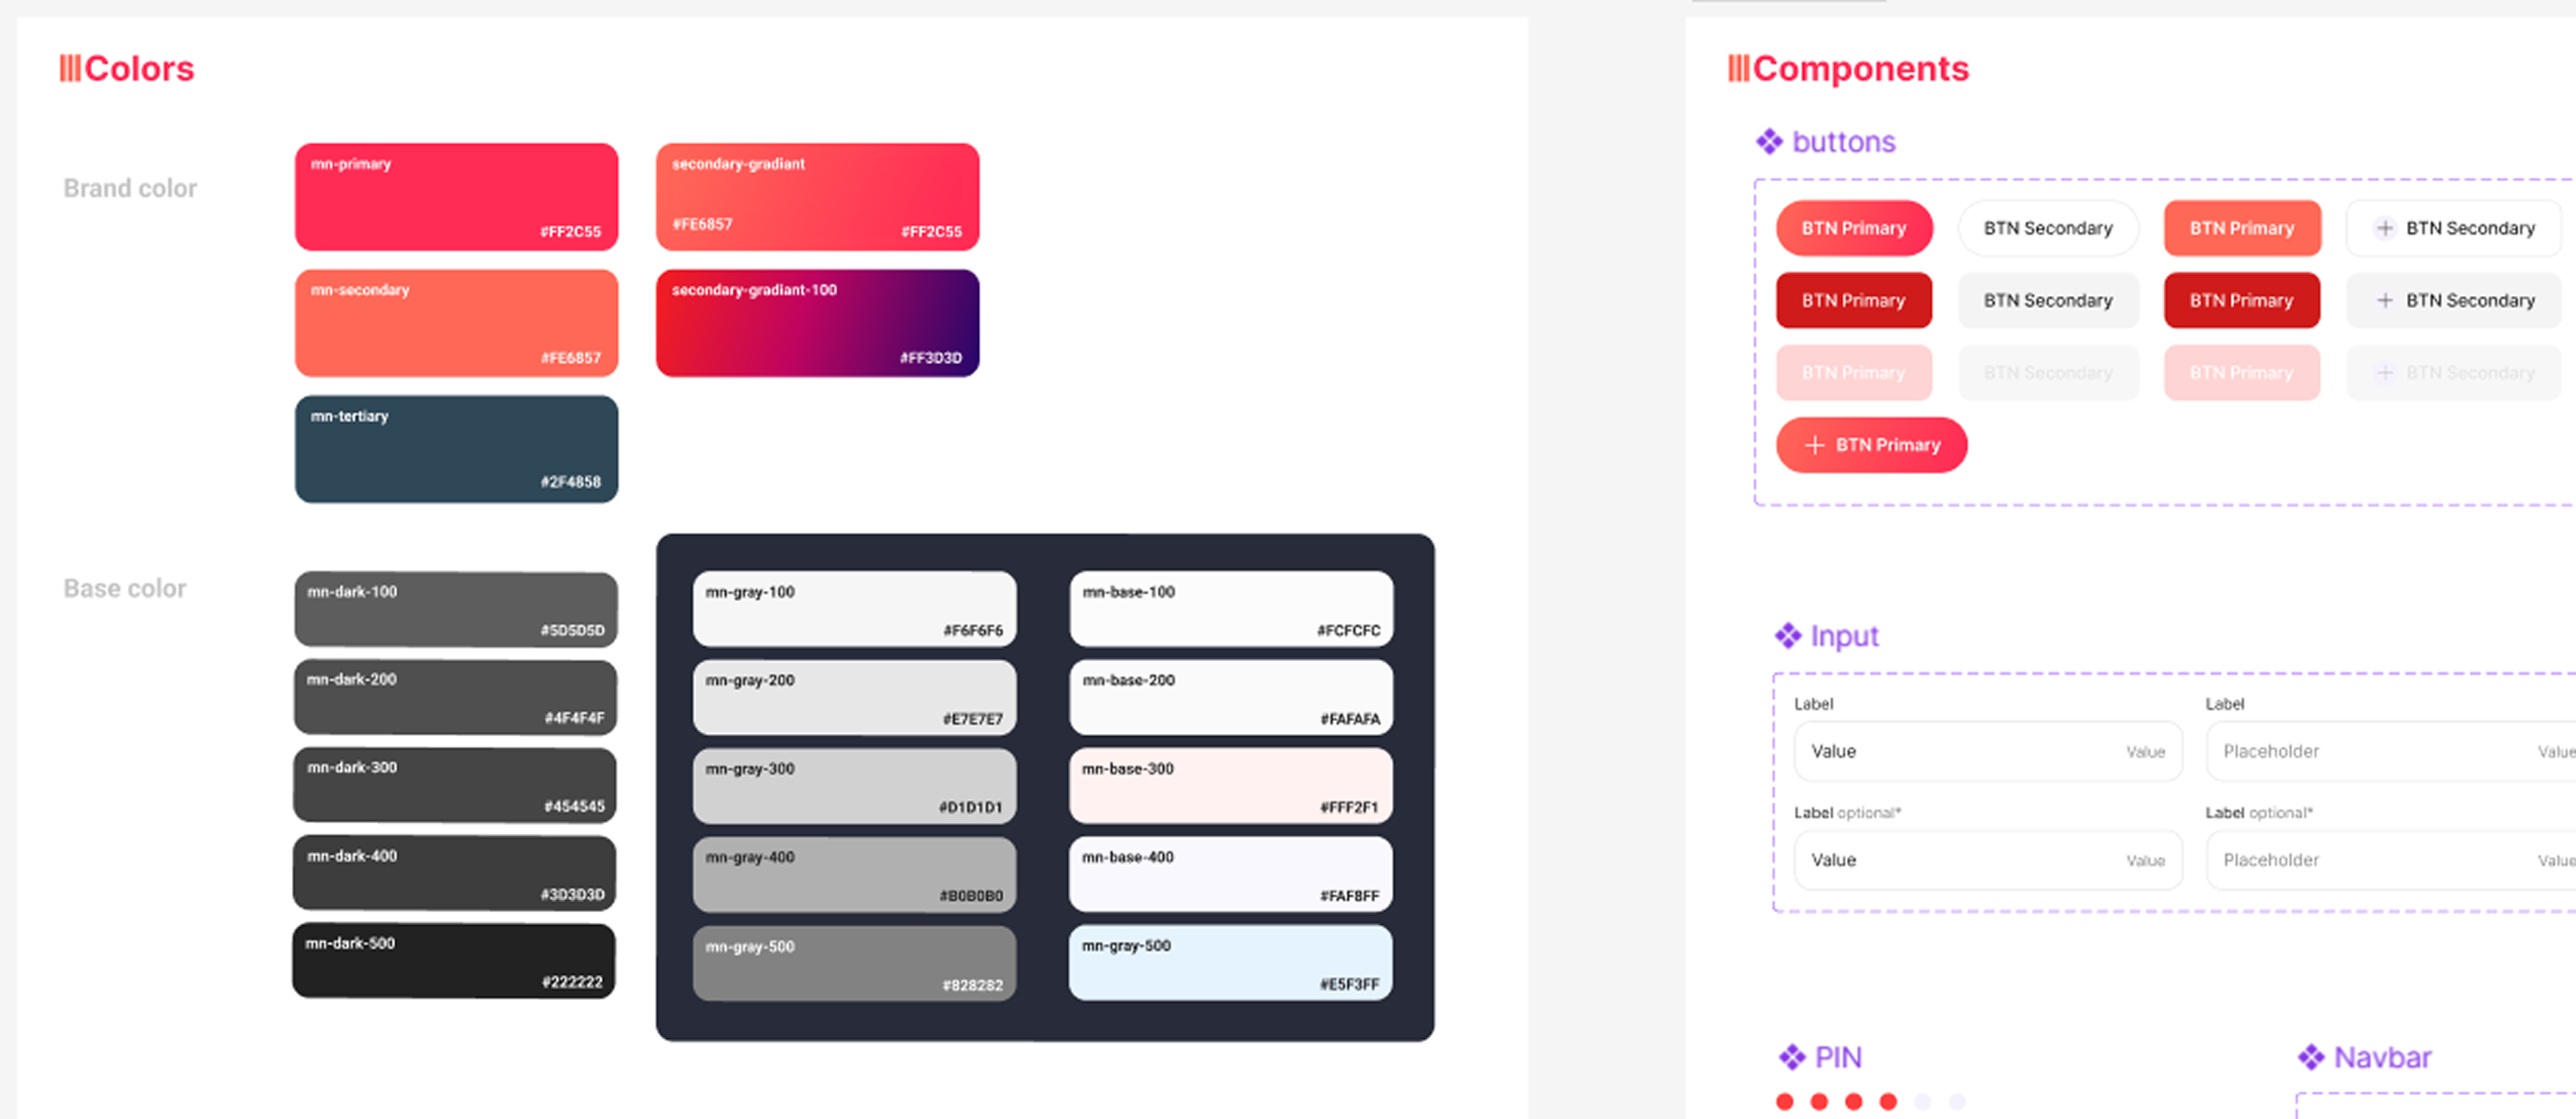 Colors
Brand color
mn-primary
#FF2C55
secondary-gradiant
#FE6857
#FF2C55
mn-secondary
#FE6857
secondary-gradiant-100
#FF3D3D
mn-tertiary
#2F4858
Base color
mn-dark-100
#5D5D5D
mn-dark-200
#4F4F4F
mn-dark-300
#454545
mn-dark-400
#3D3D3D
mn-dark-500
#222222
mn-gray-100
#F6F6F6
mn-gray-200
#E7E7E7
mn-gray-300
#D1D1D1
mn-gray-400
#B0B0B0
mn-gray-500
#828282
mn-base-100
#FCFCFC
mn-base-200
#FAFAFA
mn-base-300
#FFF2F1
mn-base-400
#FAF8FF
mn-gray-500
#E5F3FF
Components
buttons
BTN Primary
BTN Secondary
BTN Primary
BTN Secondary
BTN Primary
BTN Secondary
BTN Primary
BTN Secondary
BTN Primary
BTN Secondary
BTN Primary
BTN Secondary
BTN Primary
Input
Label
Value
Value
Label
Placeholder
Value
Label optional*
Value
Value
Label optional*
Placeholder
Value
PIN
Navbar